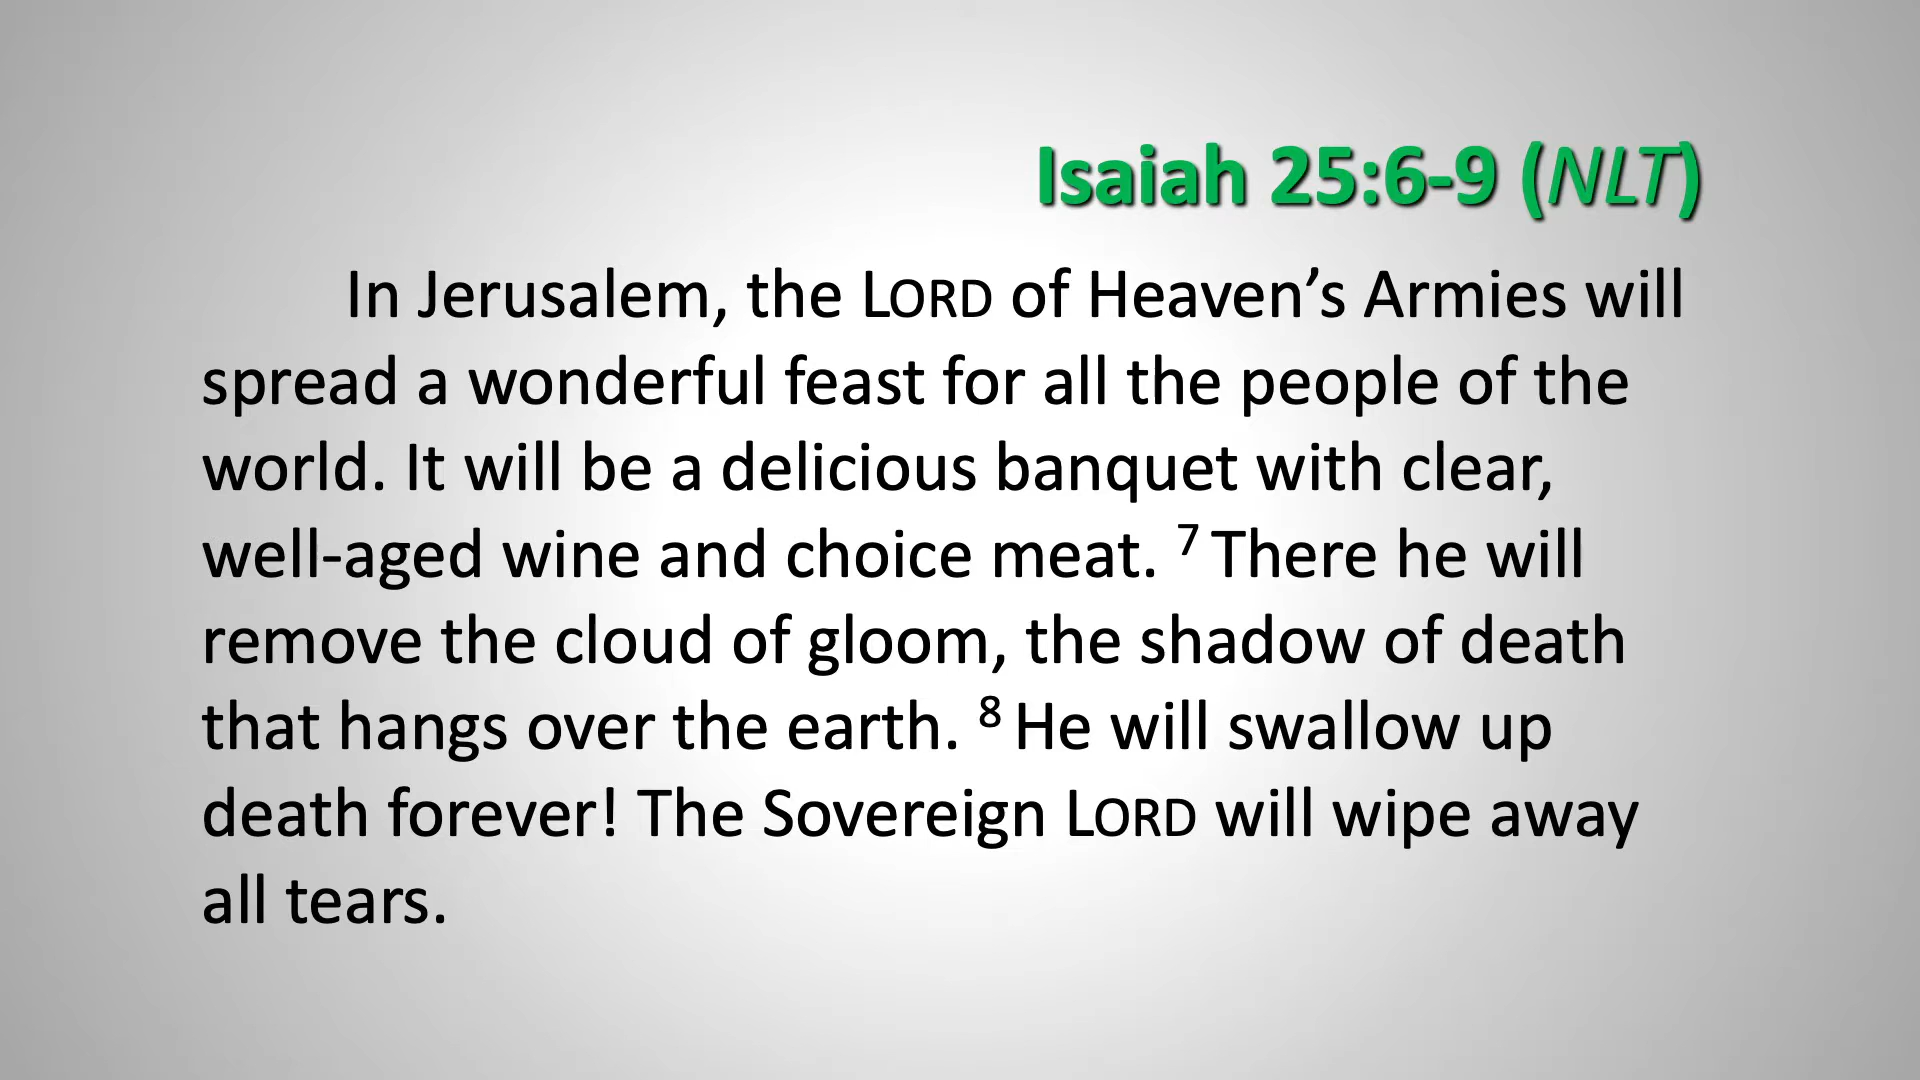 Isaiah 25:6-9 (NLT)
In Jerusalem, the LORD of Heaven’s Armies will
spread a wonderful feast for all the people of the
world. It will be a delicious banquet with clear,
well-aged wine and choice meat. ⁷ There he will
remove the cloud of gloom, the shadow of death
that hangs over the earth. ⁸ He will swallow up
death forever! The Sovereign LORD will wipe away
all tears.